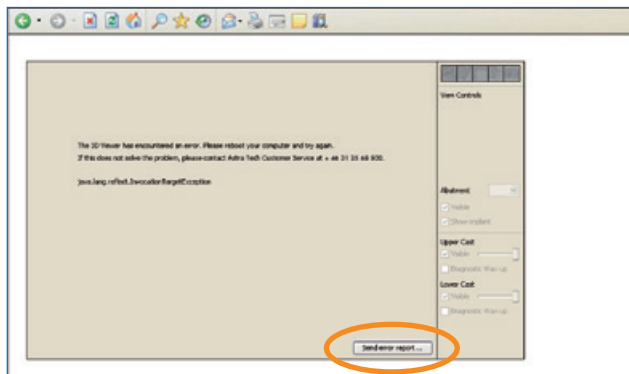 The 3D Viewer has encountered an error. Please reboot your computer and try again.
If this does not solve the problem, please contact Astra Tech Customer Service at + 46 31 35 68 800.
java.lang.reflect.InvocationTargetException
View Controls
Abutment
Visible
Show implant
Upper Cast
Visible
Diagnostic Wax-up
Lower Cast
Visible
Diagnostic Wax-up
Send error report ...